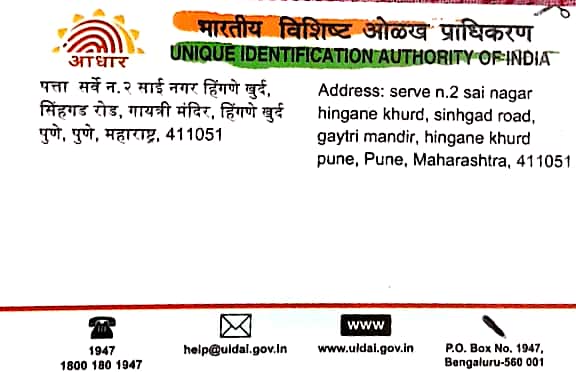 भारतीय विशिष्ट ओळख प्राधिकरण
UNIQUE IDENTIFICATION AUTHORITY OF INDIA
आधार
पत्ता सर्वे न.२ साई नगर हिंगणे खुर्द,
सिंहगड रोड, गायत्री मंदिर, हिंगणे खुर्द
पुणे, पुणे, महाराष्ट्र, 411051
Address: serve n.2 sai nagar
hingane khurd, sinhgad road,
gaytri mandir, hingane khurd
pune, Pune, Maharashtra, 411051
1947
1800 180 1947
help@uidai.gov.in
www
www.uidai.gov.in
P.O. Box No. 1947,
Bengaluru-560 001